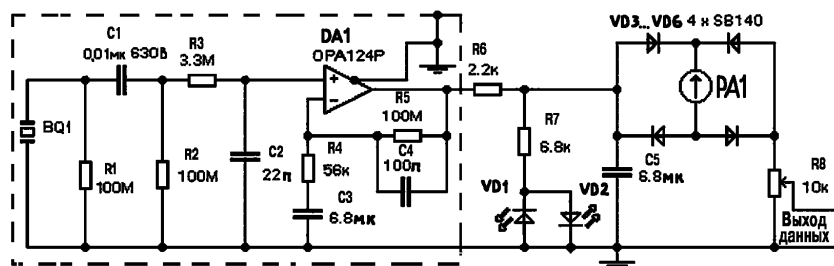 C1
0,01мк 630В
R3
3.3М
DA1
OPA124P
R6
2.2к
VD3...VD6 4 x SB140
PA1
BQ1
R1
100М
R2
100М
C2
22п
R4
56к
C3
6.8мк
R5
100М
C4
100п
R7
6.8к
VD1
VD2
C5
6.8мк
R8
10к
Выход
данных